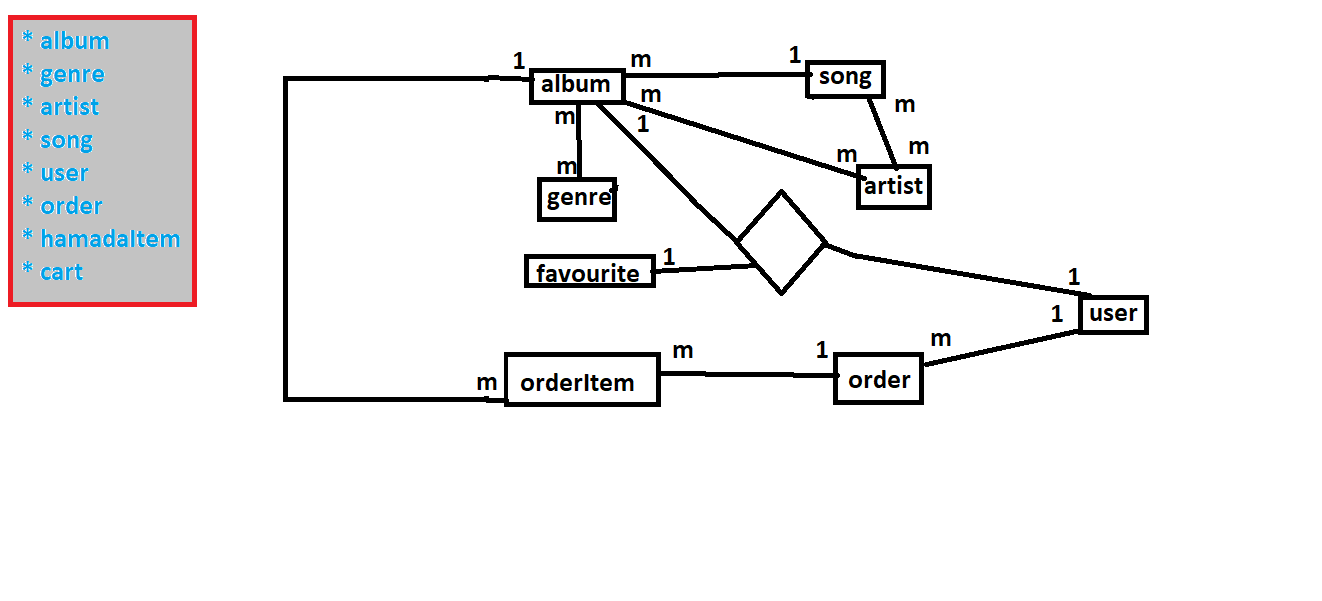 * album
* genre
* artist
* song
* user
* order
* hamadaItem
* cart
1 album m 1 song
m
m
1
m
m
m m
artist
m
genre
favourite 1
1
1 user
m
orderItem m 1 order
m